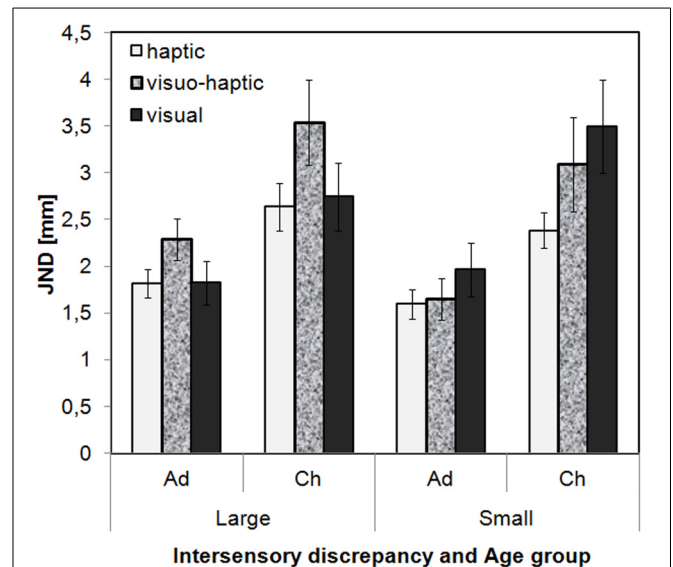 4,5
4
3,5
3
2,5
2
1,5
1
0,5
0
JND [mm]
haptic
visuo-haptic
visual
Ad Ch Ad Ch
Large Small
Intersensory discrepancy and Age group